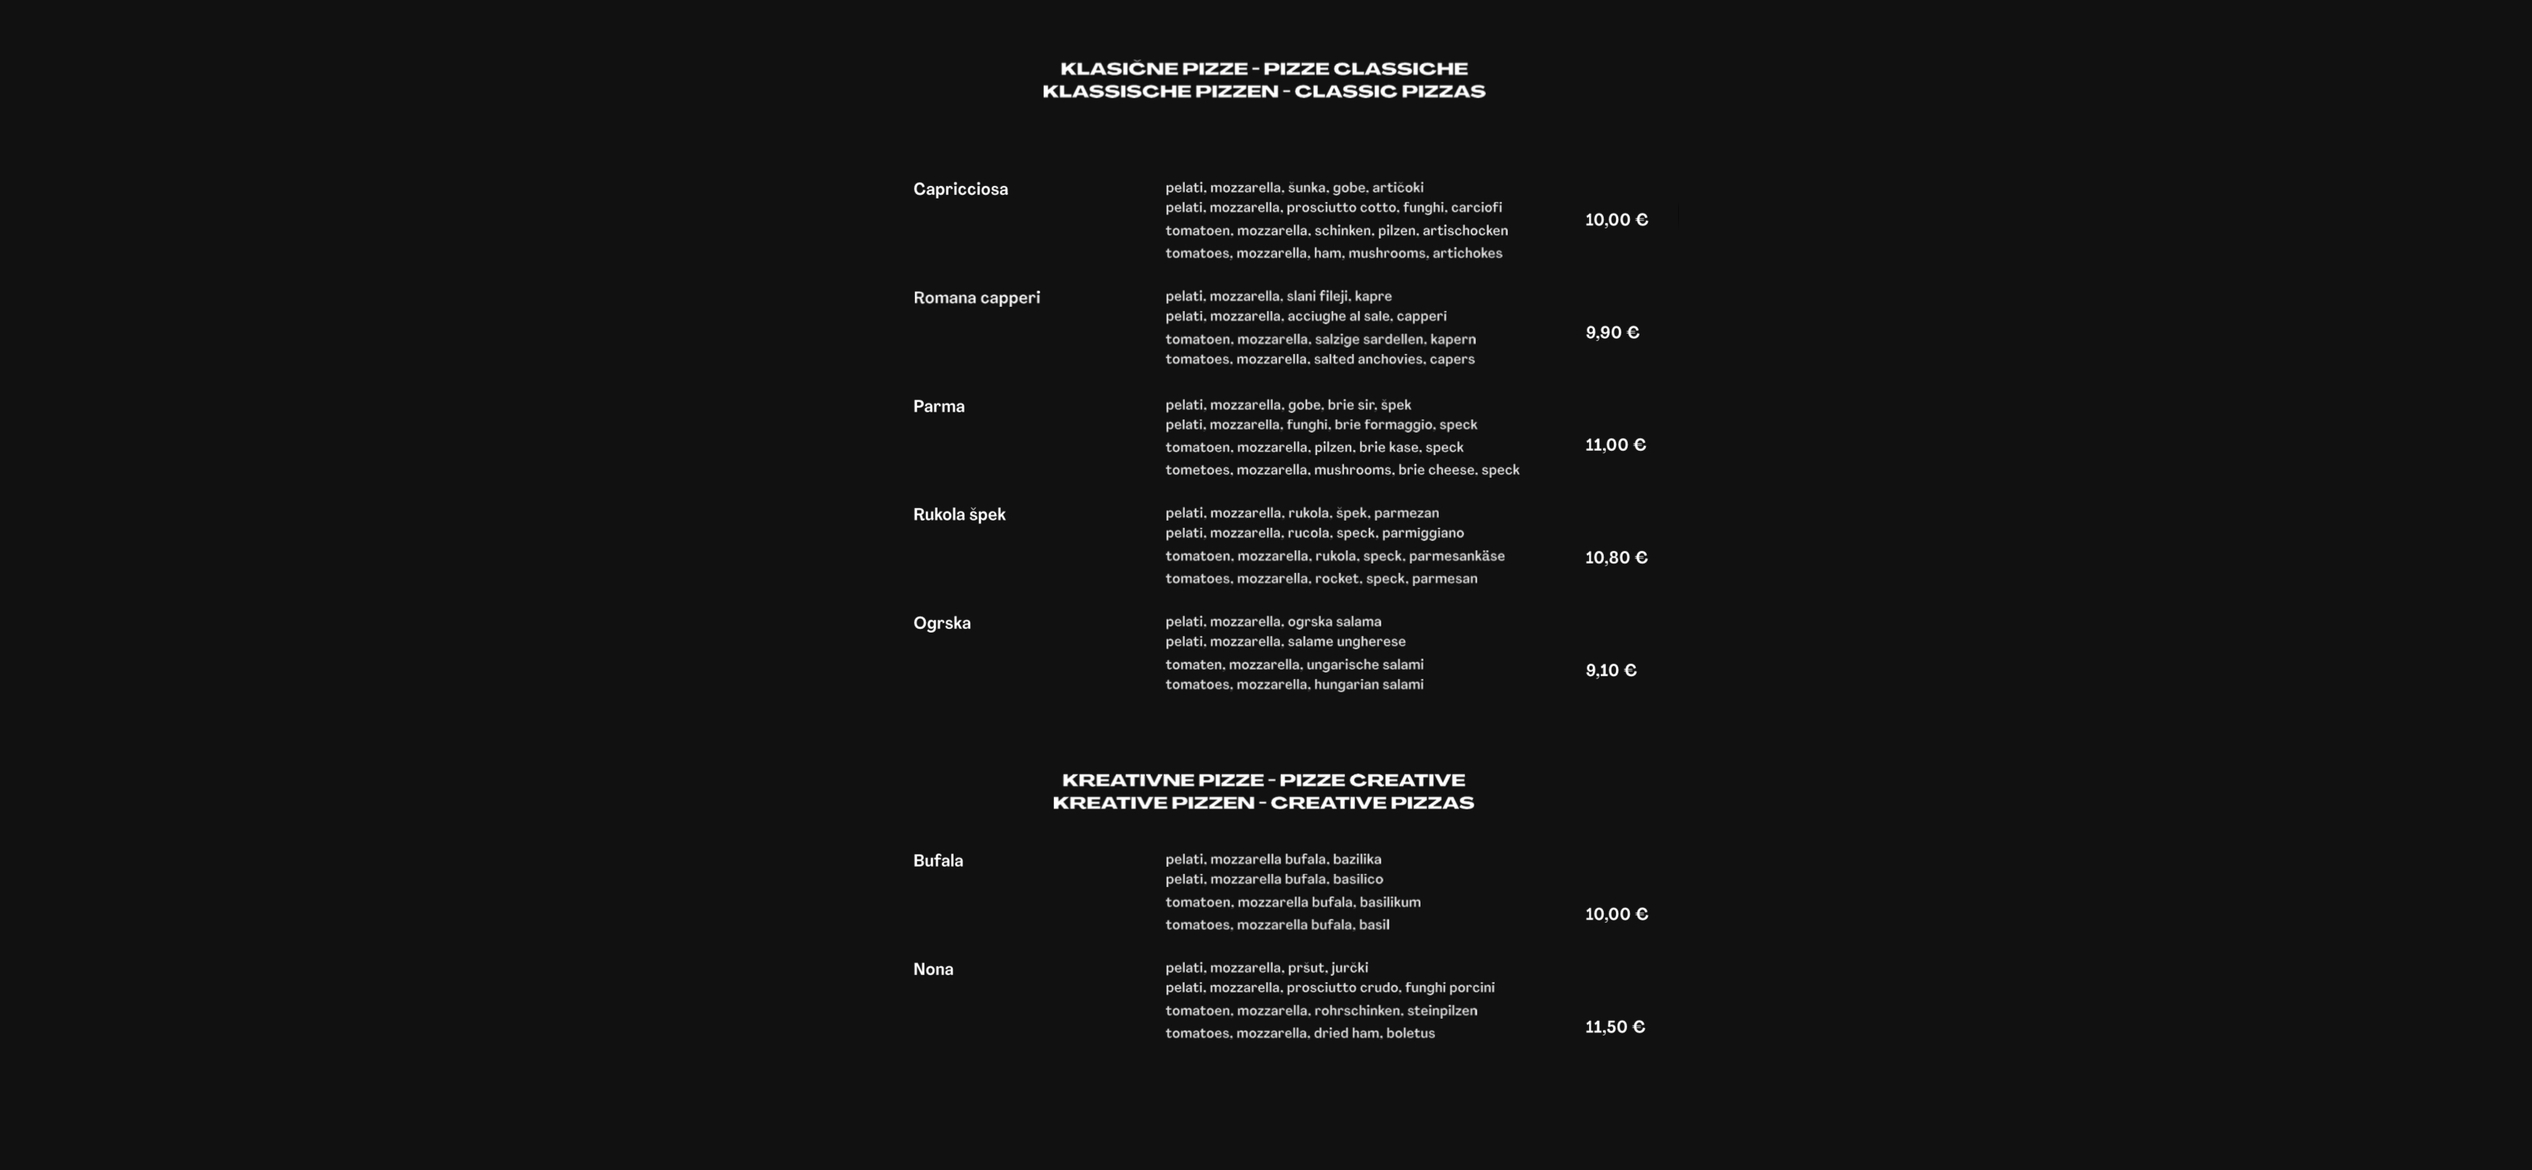 KLASIČNE PIZZE - PIZZE CLASSICHE
KLASSISCHE PIZZEN - CLASSIC PIZZAS
Capricciosa
pelati, mozzarella, šunka, gobe, artičoki
pelati, mozzarella, prosciutto cotto, funghi, carciofi
tomatoen, mozzarella, schinken, pilzen, artischocken
tomatoes, mozzarella, ham, mushrooms, artichokes
10,00 €
Romana capperi
pelati, mozzarella, slani fileji, kapre
pelati, mozzarella, acciughe al sale, capperi
tomatoen, mozzarella, salzige sardellen, kapern
tomatoes, mozzarella, salted anchovies, capers
9,90 €
Parma
pelati, mozzarella, gobe, brie sir, špek
pelati, mozzarella, funghi, brie formaggio, speck
tomatoen, mozzarella, pilzen, brie kase, speck
tometoes, mozzarella, mushrooms, brie cheese, speck
11,00 €
Rukola špek
pelati, mozzarella, rukola, špek, parmezan
pelati, mozzarella, rucola, speck, parmiggiano
tomatoen, mozzarella, rukola, speck, parmesankäse
tomatoes, mozzarella, rocket, speck, parmesan
10,80 €
Ogrska
pelati, mozzarella, ogrska salama
pelati, mozzarella, salame ungherese
tomaten, mozzarella, ungarische salami
tomatoes, mozzarella, hungarian salami
9,10 €
KREATIVNE PIZZE - PIZZE CREATIVE
KREATIVE PIZZEN - CREATIVE PIZZAS
Bufala
pelati, mozzarella bufala, bazilika
pelati, mozzarella bufala, basilico
tomatoen, mozzarella bufala, basilikum
tomatoes, mozzarella bufala, basil
10,00 €
Nona
pelati, mozzarella, pršut, jurčki
pelati, mozzarella, prosciutto crudo, funghi porcini
tomatoen, mozzarella, rohrschinken, steinpilzen
tomatoes, mozzarella, dried ham, boletus
11,50 €